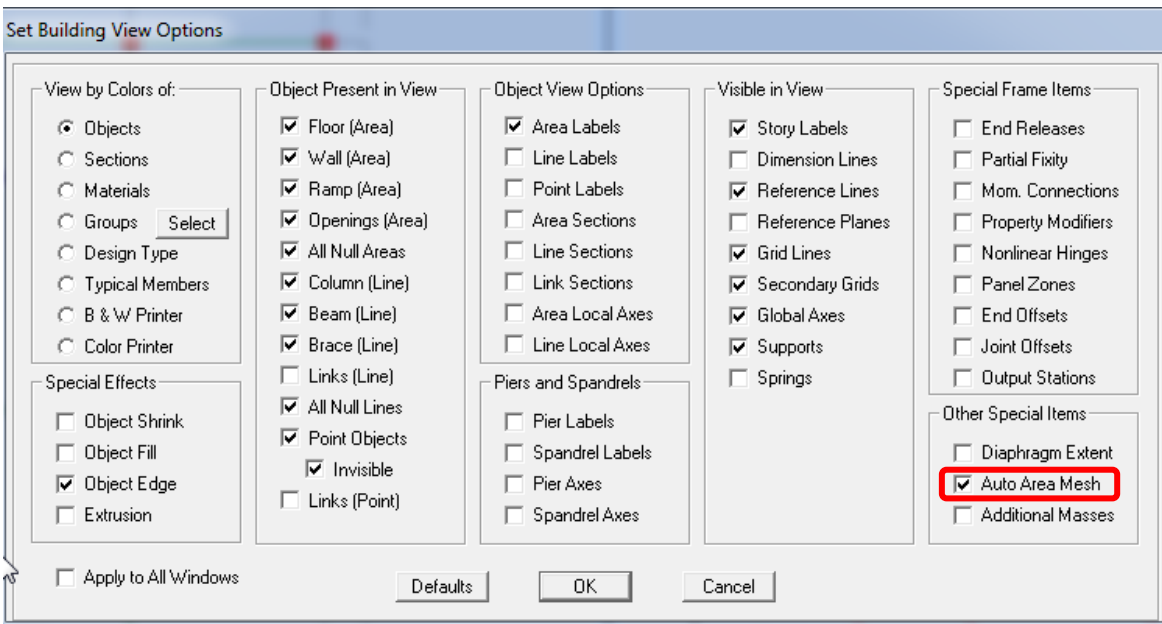 Set Building View Options
View by Colors of:
Objects
Sections
Materials
Groups
Select
Design Type
Typical Members
B & W Printer
Color Printer
Special Effects
Object Shrink
Object Fill
Object Edge
Extrusion
Object Present in View
Floor (Area)
Wall (Area)
Ramp (Area)
Openings (Area)
All Null Areas
Column (Line)
Beam (Line)
Brace (Line)
Links (Line)
All Null Lines
Point Objects
Invisible
Links (Point)
Object View Options
Area Labels
Line Labels
Point Labels
Area Sections
Line Sections
Link Sections
Area Local Axes
Line Local Axes
Piers and Spandrels
Pier Labels
Spandrel Labels
Pier Axes
Spandrel Axes
Visible in View
Story Labels
Dimension Lines
Reference Lines
Reference Planes
Grid Lines
Secondary Grids
Global Axes
Supports
Springs
Special Frame Items
End Releases
Partial Fixity
Mom. Connections
Property Modifiers
Nonlinear Hinges
Panel Zones
End Offsets
Joint Offsets
Output Stations
Other Special Items
Diaphragm Extent
Auto Area Mesh
Additional Masses
Apply to All Windows
Defaults
OK
Cancel